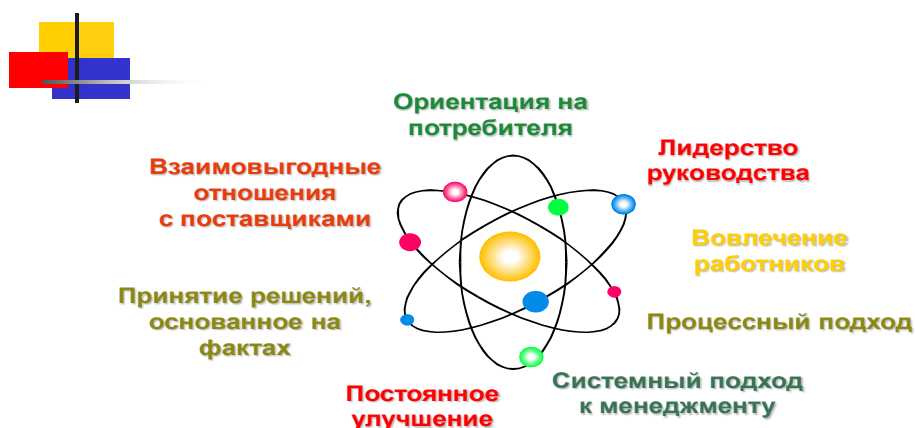 Ориентация на
потребителя
Лидерство
руководства
Вовлечение
работников
Процессный подход
Системный подход
к менеджменту
Постоянное
улучшение
Принятие решений,
основанное на
фактах
Взаимовыгодные
отношения
с поставщиками